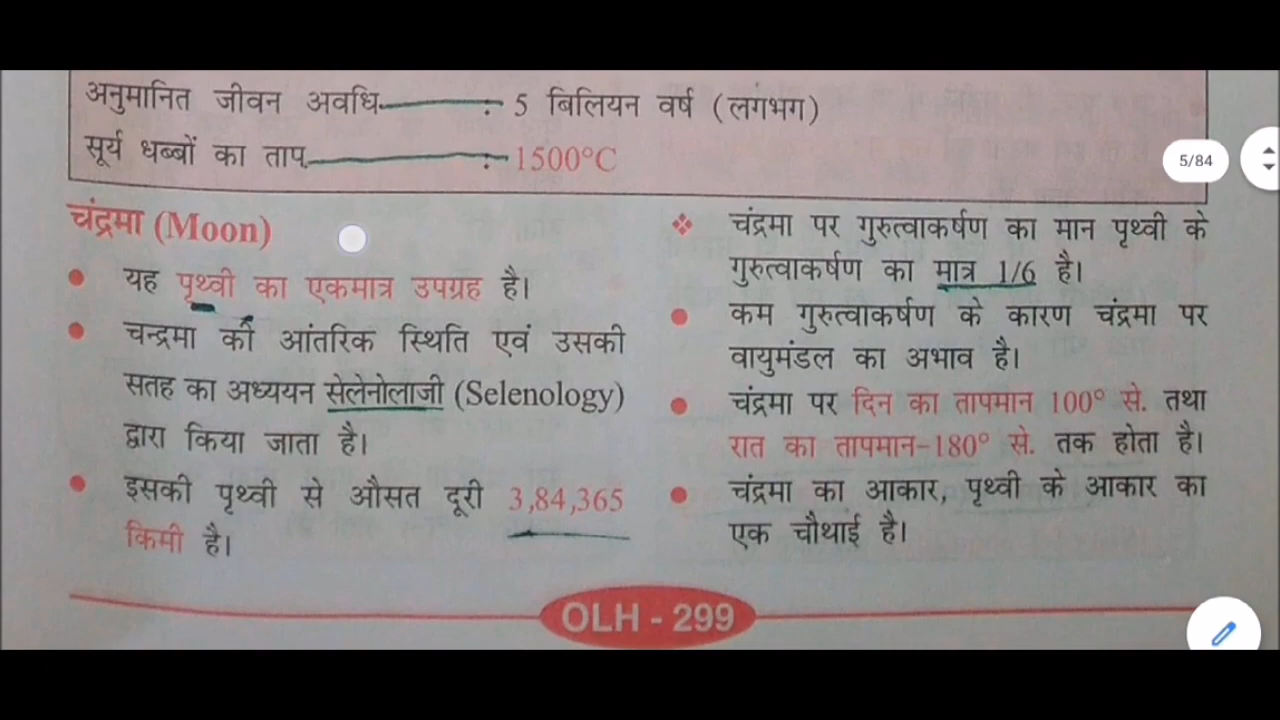 अनुमानित जीवन अवधि : 5 बिलियन वर्ष (लगभग)
सूर्य धब्बों का ताप : 1500°C
5/84
चंद्रमा (Moon)
• यह पृथ्वी का एकमात्र उपग्रह है।
• चन्द्रमा की आंतरिक स्थिति एवं उसकी
सतह का अध्ययन सेलेनोलाजी (Selenology)
द्वारा किया जाता है।
• इसकी पृथ्वी से औसत दूरी 3,84,365
किमी है।
❖ चंद्रमा पर गुरुत्वाकर्षण का मान पृथ्वी के
गुरुत्वाकर्षण का मात्र 1/6 है।
• कम गुरुत्वाकर्षण के कारण चंद्रमा पर
वायुमंडल का अभाव है।
• चंद्रमा पर दिन का तापमान 100° से. तथा
रात का तापमान-180° से. तक होता है।
• चंद्रमा का आकार, पृथ्वी के आकार का
एक चौथाई है।
OLH - 299